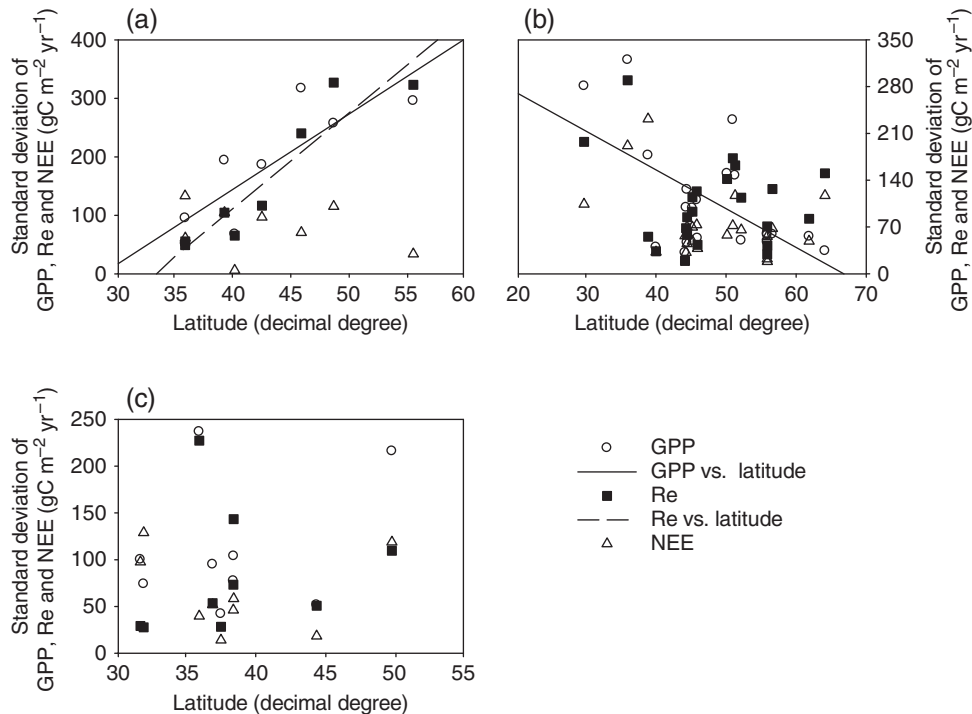 (a)
Standard deviation of
GPP, Re and NEE (gC m⁻² yr⁻¹)
400
300
200
100
0
30
40
50
60
Latitude (decimal degree)
(b)
350
280
210
140
70
0
Standard deviation of
GPP, Re and NEE (gC m⁻² yr⁻¹)
20
30
40
50
60
70
Latitude (decimal degree)
(c)
Standard deviation of
GPP, Re and NEE (gC m⁻² yr⁻¹)
250
200
150
100
50
0
30
35
40
45
50
55
Latitude (decimal degree)
GPP
GPP vs. latitude
Re
Re vs. latitude
NEE